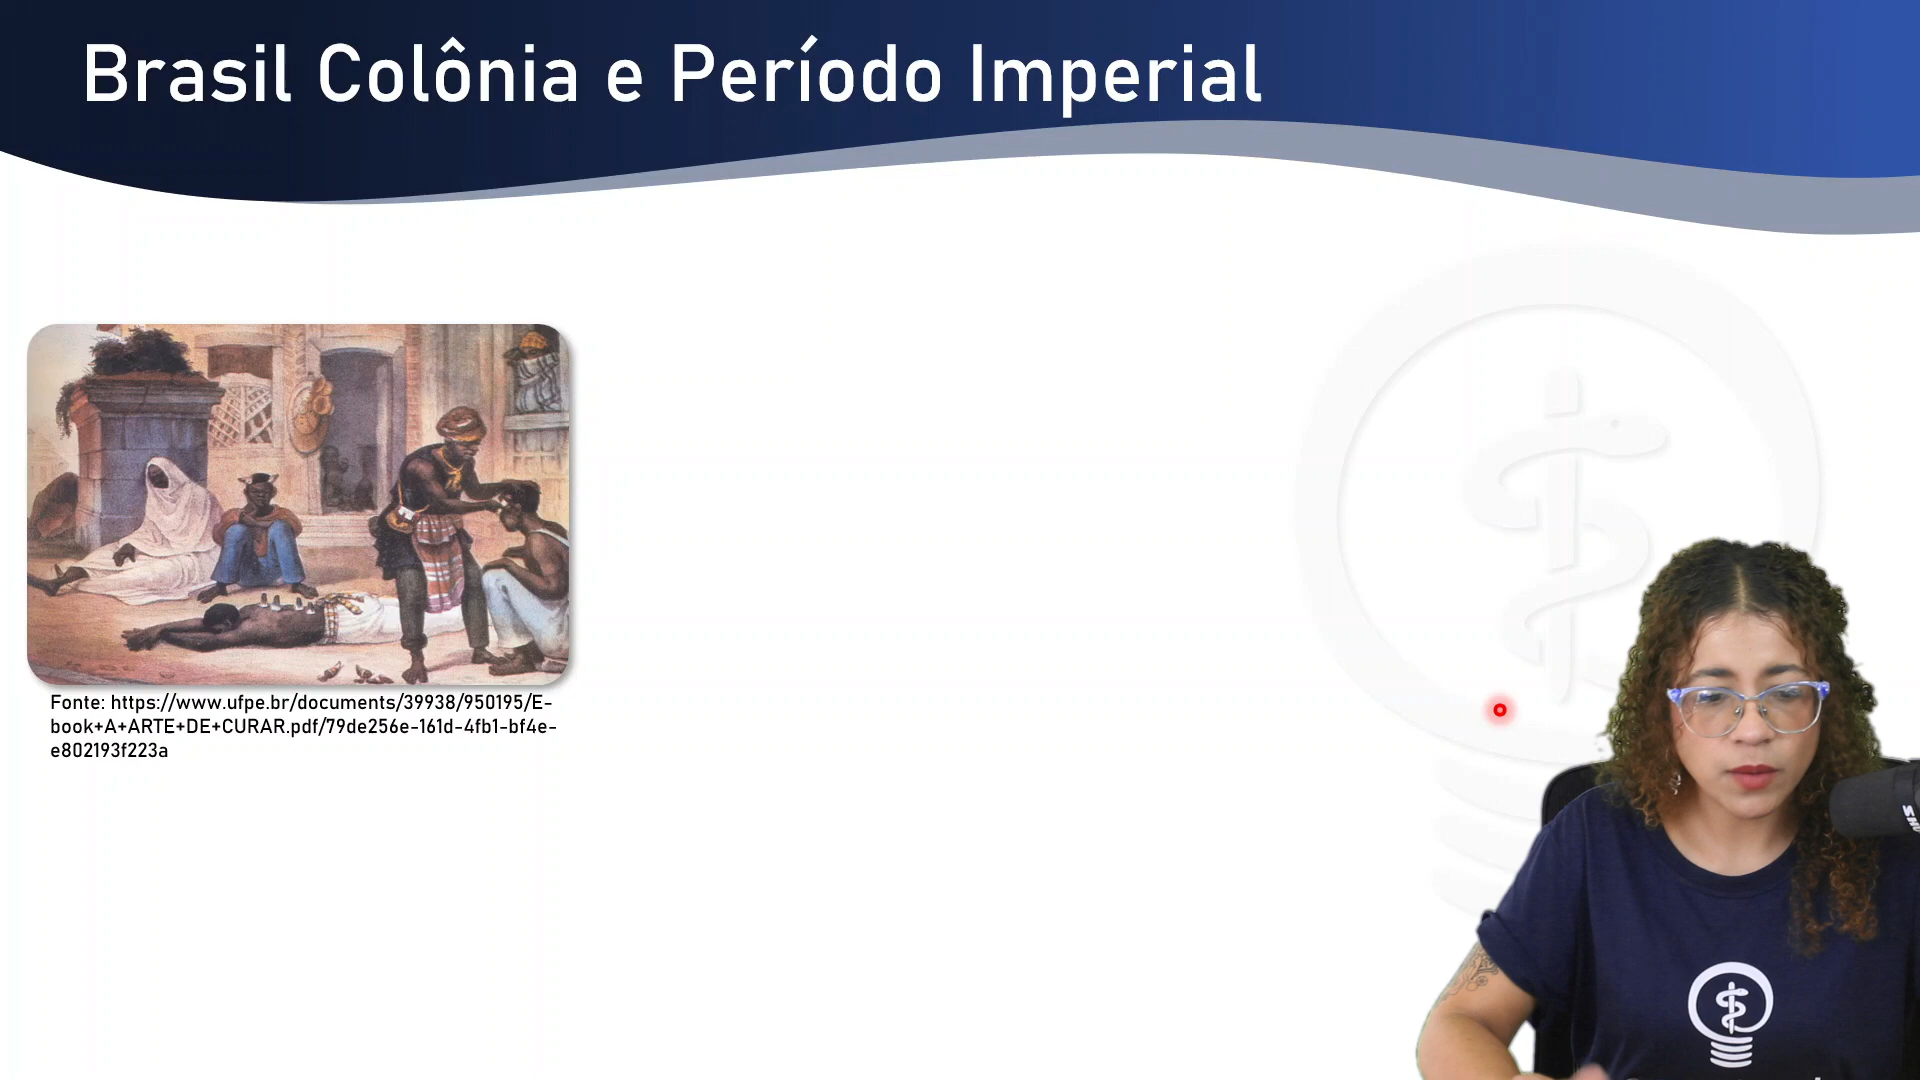 Brasil Colônia e Período Imperial
Fonte: https://www.ufpe.br/documents/39938/950195/E-
book+A+ARTE+DE+CURAR.pdf/79de256e-161d-4fb1-bf4e-
e802193f223a